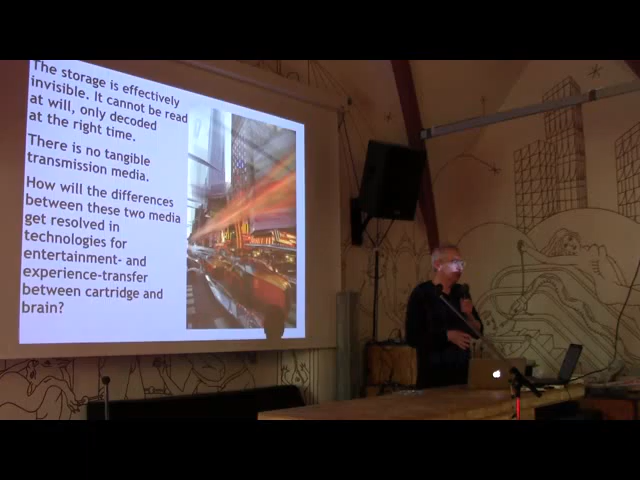 The storage is effectively
invisible. It cannot be read
at will, only decoded
at the right time.
There is no tangible
transmission media.
How will the differences
between these two media
get resolved in
technologies for
entertainment- and
experience-transfer
between cartridge and
brain?